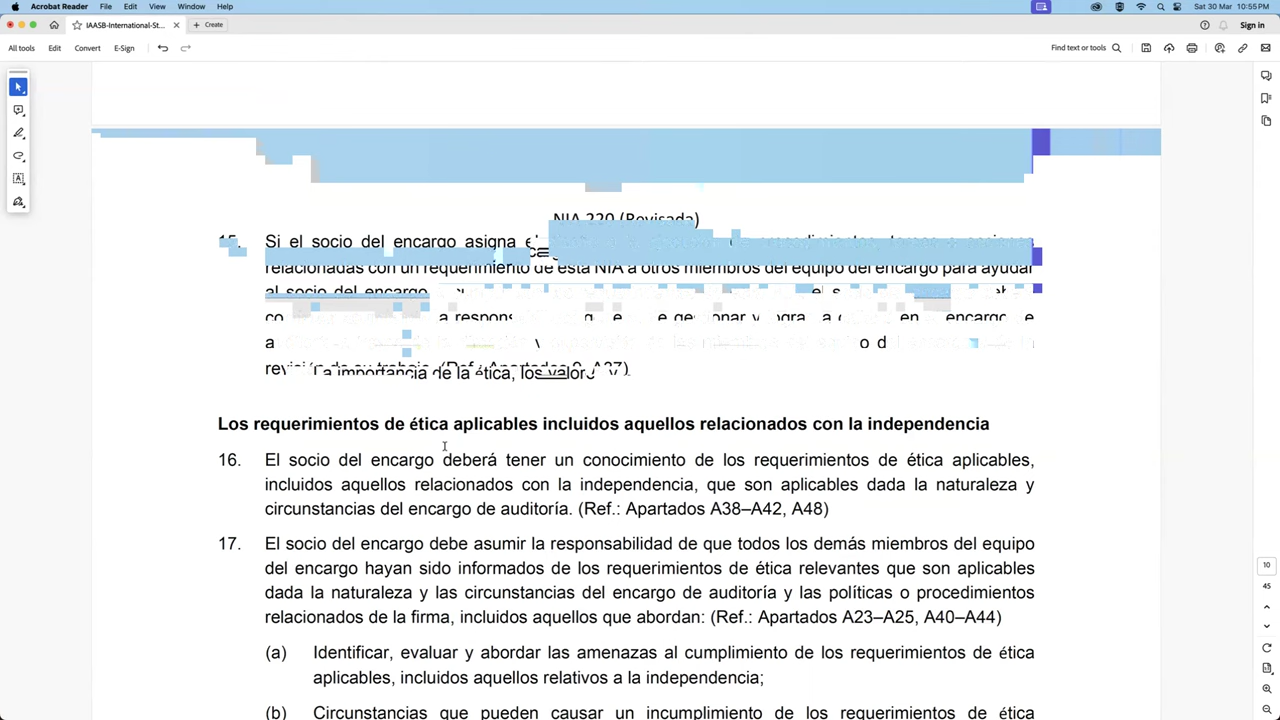 Acrobat Reader File Edit View Window Help Sat 30 Mar 10:55 PM
IAASB-International-St... Create Sign in
All tools Edit Convert E-Sign Find text or tools
NIA 220 (Revisada)
15. Si el socio del encargo asigna
relacionadas con un requerimiento de esta NIA a otros miembros del equipo del encargo para ayudar
al socio del encargo
La importancia de la ética, los
Los requerimientos de ética aplicables incluidos aquellos relacionados con la independencia
16. El socio del encargo deberá tener un conocimiento de los requerimientos de ética aplicables,
incluidos aquellos relacionados con la independencia, que son aplicables dada la naturaleza y
circunstancias del encargo de auditoría. (Ref.: Apartados A38–A42, A48)
17. El socio del encargo debe asumir la responsabilidad de que todos los demás miembros del equipo
del encargo hayan sido informados de los requerimientos de ética relevantes que son aplicables
dada la naturaleza y las circunstancias del encargo de auditoría y las políticas o procedimientos
relacionados de la firma, incluidos aquellos que abordan: (Ref.: Apartados A23–A25, A40–A44)
(a) Identificar, evaluar y abordar las amenazas al cumplimiento de los requerimientos de ética
aplicables, incluidos aquellos relativos a la independencia;
(b) Circunstancias que pueden causar un incumplimiento de los requerimientos de ética
10
45